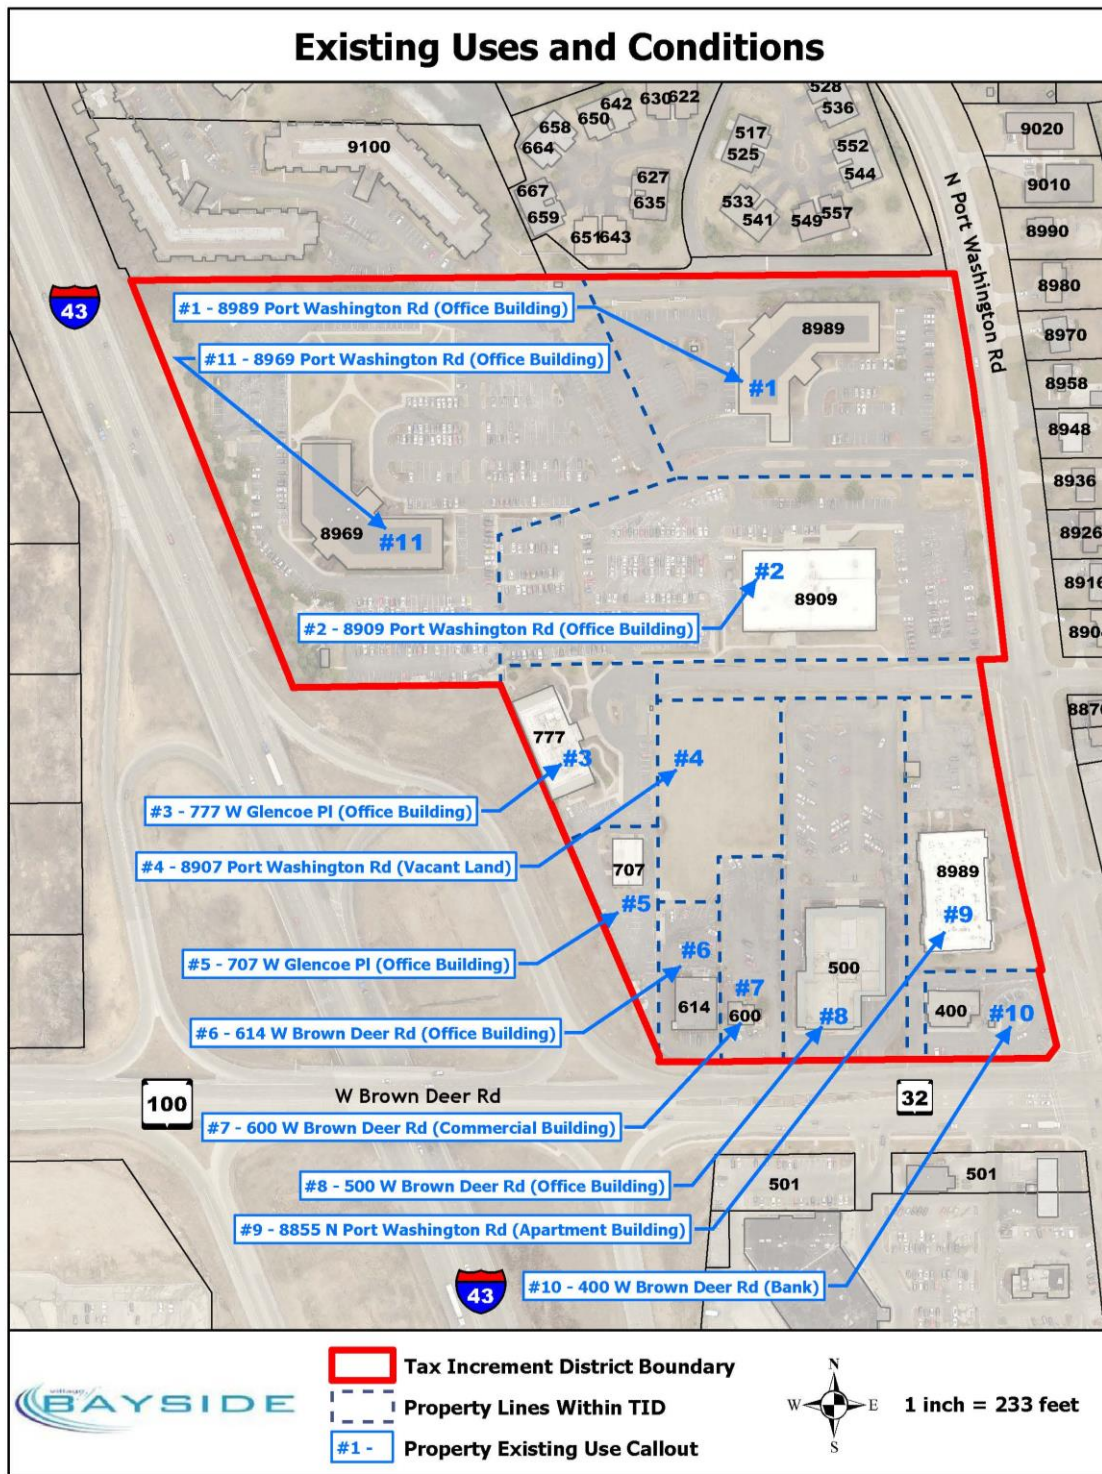 Existing Uses and Conditions
528
536
642
630
622
650
658
664
517
525
552
544
9020
9100
667
659
627
635
533
541
549
557
9010
651
643
8990
N Port Washington Rd
43
8980
#1 - 8989 Port Washington Rd (Office Building)
8989
8970
#11 - 8969 Port Washington Rd (Office Building)
#1
8958
8948
8936
8969
#11
8926
#2
8909
8916
#2 - 8909 Port Washington Rd (Office Building)
8904
8870
777
#3
#4
#3 - 777 W Glencoe Pl (Office Building)
#4 - 8907 Port Washington Rd (Vacant Land)
707
8989
#5
#9
#5 - 707 W Glencoe Pl (Office Building)
#6
500
#7
614
600
#8
400
#10
#6 - 614 W Brown Deer Rd (Office Building)
100
W Brown Deer Rd
32
#7 - 600 W Brown Deer Rd (Commercial Building)
#8 - 500 W Brown Deer Rd (Office Building)
501
501
#9 - 8855 N Port Washington Rd (Apartment Building)
43
#10 - 400 W Brown Deer Rd (Bank)
village of
BAYSIDE
Tax Increment District Boundary
Property Lines Within TID
#1 - Property Existing Use Callout
N
W E
S
1 inch = 233 feet